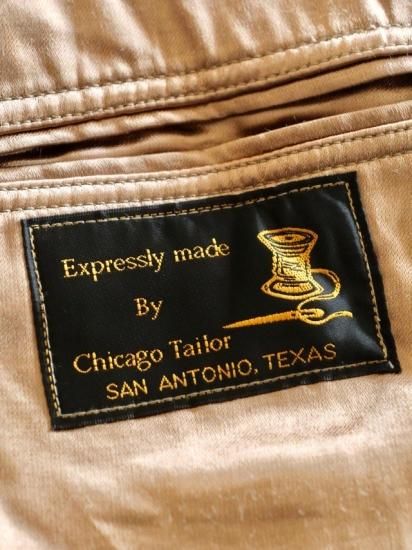 Expressly made
By
Chicago Tailor
SAN ANTONIO, TEXAS